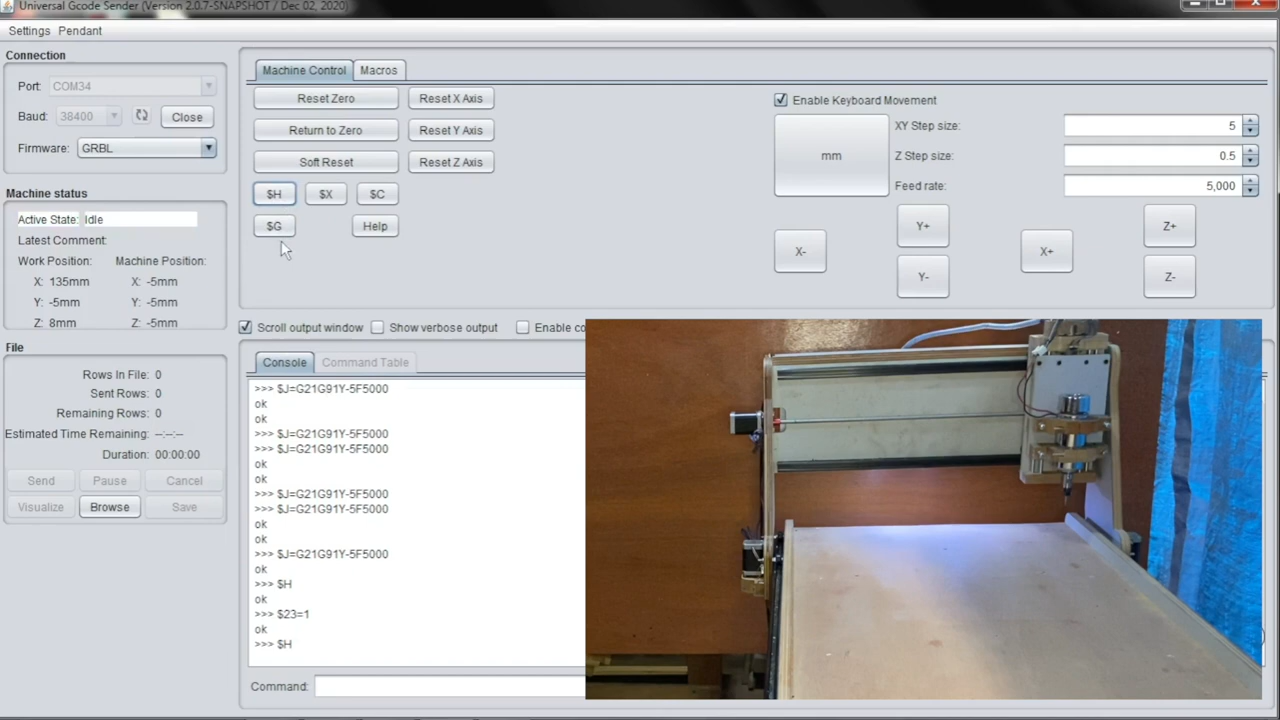 Universal Gcode Sender (Version 2.0.7-SNAPSHOT / Dec 02, 2020)
Settings Pendant
Connection
Port: COM34
Baud: 38400 Close
Firmware: GRBL
Machine status
Active State: Idle
Latest Comment:
Work Position: Machine Position:
X: 135mm X: -5mm
Y: -5mm Y: -5mm
Z: 8mm Z: -5mm
File
Rows In File: 0
Sent Rows: 0
Remaining Rows: 0
Estimated Time Remaining: --:--:--
Duration: 00:00:00
Send Pause Cancel
Visualize Browse Save
Machine Control Macros
Reset Zero Reset X Axis
Return to Zero Reset Y Axis
Soft Reset Reset Z Axis
$H $X $C
$G Help
Enable Keyboard Movement
mm
XY Step size: 5
Z Step size: 0.5
Feed rate: 5,000
Y+ Z+
X- X+
Y- Z-
Scroll output window Show verbose output Enable co
Console Command Table
>>> $J=G21G91Y-5F5000
ok
ok
>>> $J=G21G91Y-5F5000
>>> $J=G21G91Y-5F5000
ok
ok
>>> $J=G21G91Y-5F5000
>>> $J=G21G91Y-5F5000
ok
ok
>>> $J=G21G91Y-5F5000
ok
>>> $H
ok
>>> $23=1
ok
>>> $H
Command: